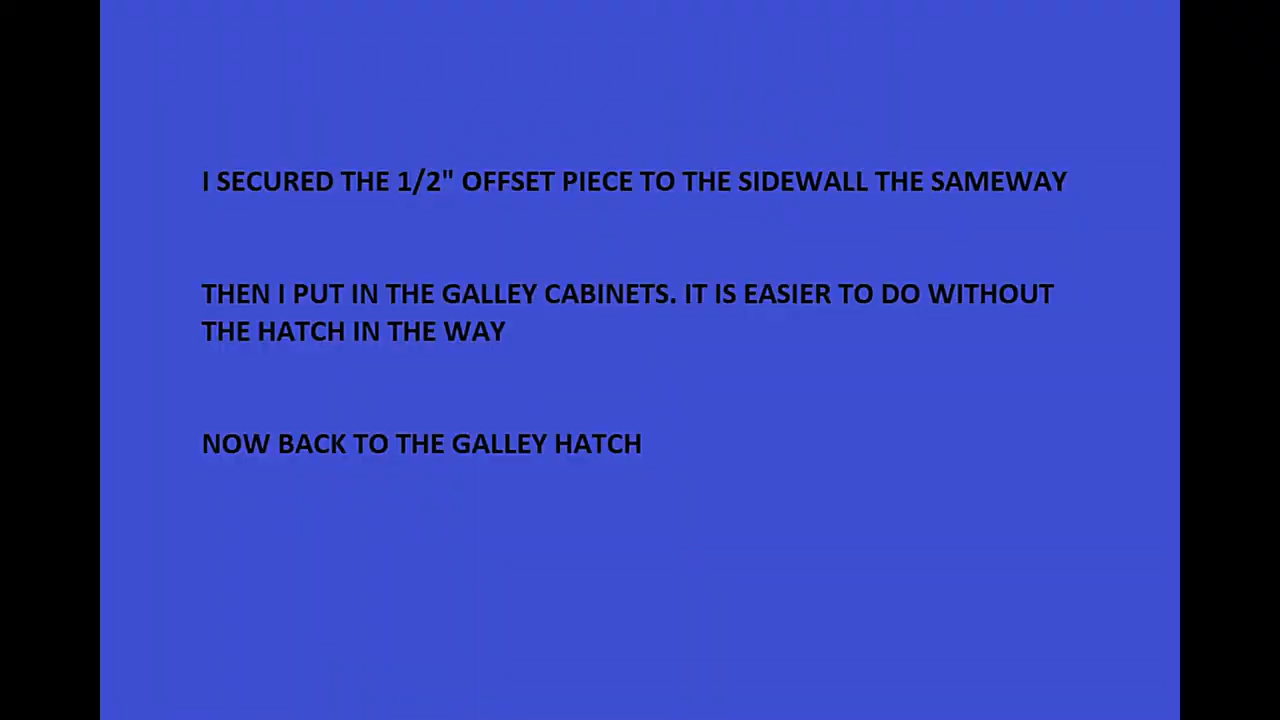 I SECURED THE 1/2" OFFSET PIECE TO THE SIDEWALL THE SAMEWAY
THEN I PUT IN THE GALLEY CABINETS. IT IS EASIER TO DO WITHOUT
THE HATCH IN THE WAY
NOW BACK TO THE GALLEY HATCH